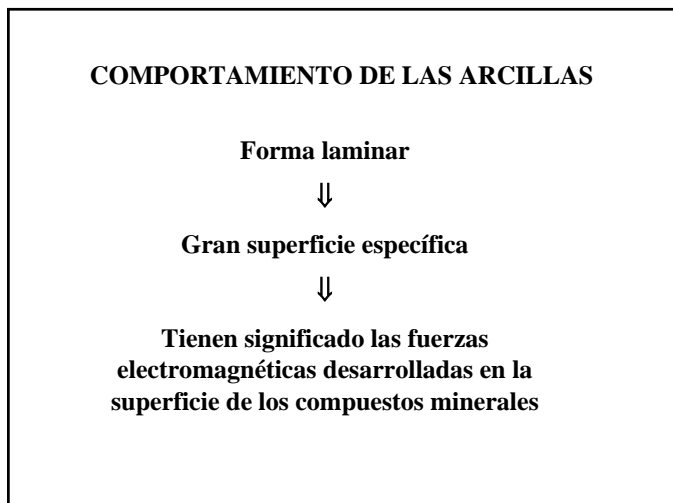 COMPORTAMIENTO DE LAS ARCILLAS
Forma laminar
⇓
Gran superficie específica
⇓
Tienen significado las fuerzas
electromagnéticas desarrolladas en la
superficie de los compuestos minerales